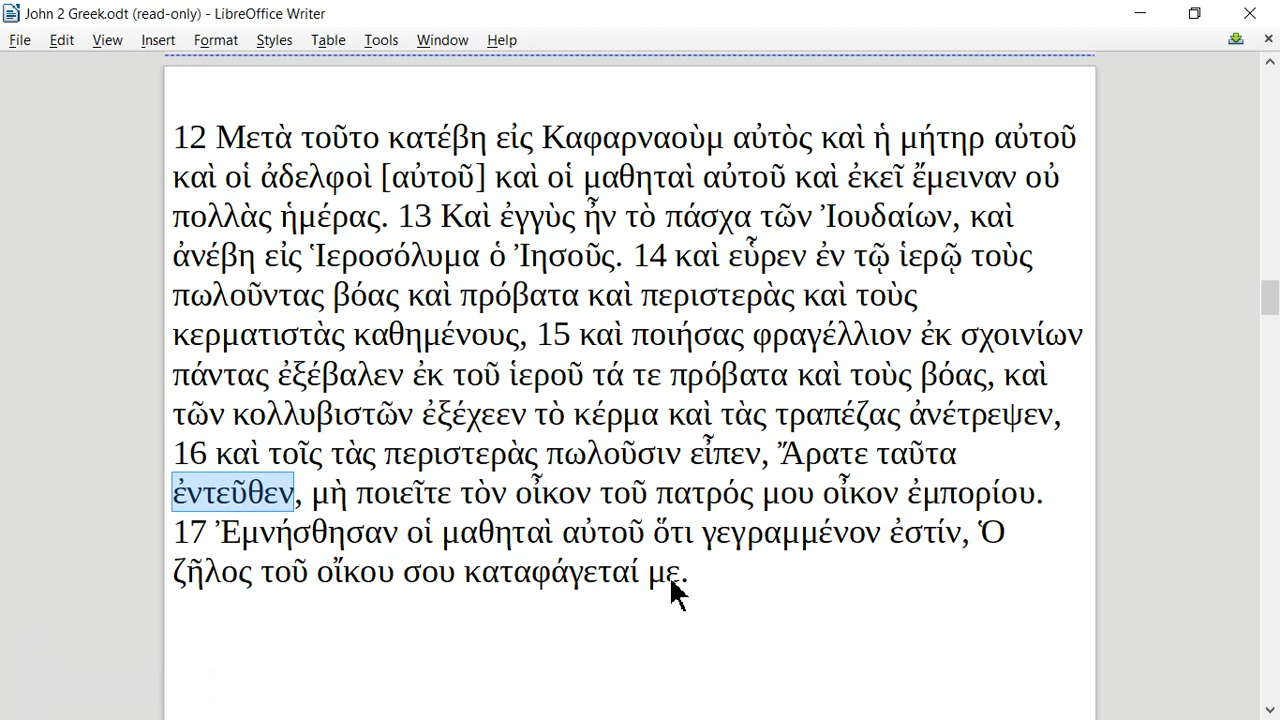 John 2 Greek.odt (read-only) - LibreOffice Writer
File Edit View Insert Format Styles Table Tools Window Help
12 Μετὰ τοῦτο κατέβη εἰς Καφαρναοὺμ αὐτὸς καὶ ἡ μήτηρ αὐτοῦ
καὶ οἱ ἀδελφοὶ [αὐτοῦ] καὶ οἱ μαθηταὶ αὐτοῦ καὶ ἐκεῖ ἔμειναν οὐ
πολλὰς ἡμέρας. 13 Καὶ ἐγγὺς ἦν τὸ πάσχα τῶν Ἰουδαίων, καὶ
ἀνέβη εἰς Ἱεροσόλυμα ὁ Ἰησοῦς. 14 καὶ εὗρεν ἐν τῷ ἱερῷ τοὺς
πωλοῦντας βόας καὶ πρόβατα καὶ περιστερὰς καὶ τοὺς
κερματιστὰς καθημένους, 15 καὶ ποιήσας φραγέλλιον ἐκ σχοινίων
πάντας ἐξέβαλεν ἐκ τοῦ ἱεροῦ τά τε πρόβατα καὶ τοὺς βόας, καὶ
τῶν κολλυβιστῶν ἐξέχεεν τὸ κέρμα καὶ τὰς τραπέζας ἀνέτρεψεν,
16 καὶ τοῖς τὰς περιστερὰς πωλοῦσιν εἶπεν, Ἄρατε ταῦτα
ἐντεῦθεν, μὴ ποιεῖτε τὸν οἶκον τοῦ πατρός μου οἶκον ἐμπορίου.
17 Ἐμνήσθησαν οἱ μαθηταὶ αὐτοῦ ὅτι γεγραμμένον ἐστίν, Ὁ
ζῆλος τοῦ οἴκου σου καταφάγεταί με.